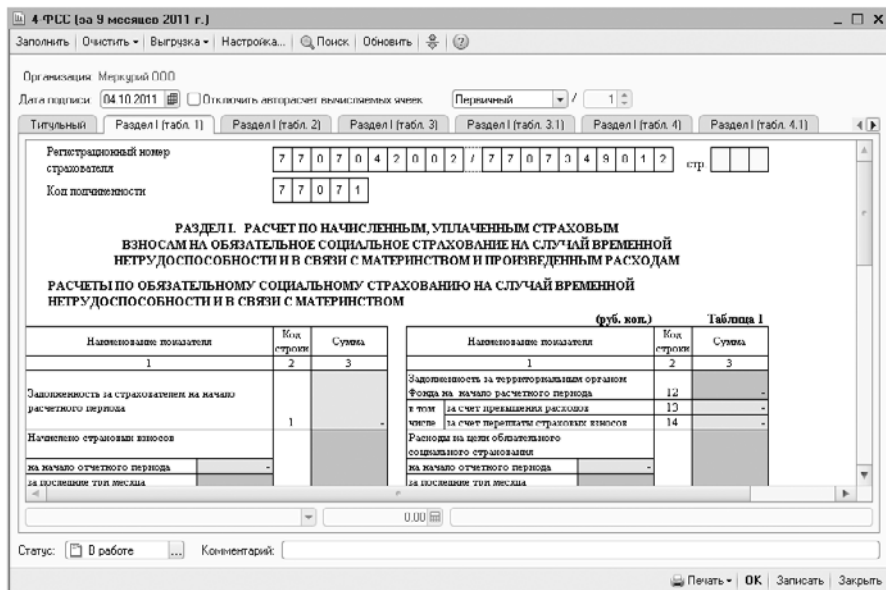 4-ФСС (за 9 месяцев 2011 г.)
Заполнить Очистить Выгрузка Настройка... Поиск Обновить
Организация: Меркурий ООО
Дата подписи: 04.10.2011 Отключить авторасчет вычисляемых ячеек Первичный / 1
Титульный Раздел I (табл. 1) Раздел I (табл. 2) Раздел I (табл. 3) Раздел I (табл. 3.1) Раздел I (табл. 4) Раздел I (табл. 4.1)
Регистрационный номер
страхователя
7 7 0 7 0 4 2 0 0 2 / 7 7 0 7 3 4 9 0 1 2 стр
Код подчиненности 7 7 0 7 1
РАЗДЕЛ I. РАСЧЕТ ПО НАЧИСЛЕННЫМ, УПЛАЧЕННЫМ СТРАХОВЫМ
ВЗНОСАМ НА ОБЯЗАТЕЛЬНОЕ СОЦИАЛЬНОЕ СТРАХОВАНИЕ НА СЛУЧАЙ ВРЕМЕННОЙ
НЕТРУДОСПОСОБНОСТИ И В СВЯЗИ С МАТЕРИНСТВОМ И ПРОИЗВЕДЕННЫМ РАСХОДАМ
РАСЧЕТЫ ПО ОБЯЗАТЕЛЬНОМУ СОЦИАЛЬНОМУ СТРАХОВАНИЮ НА СЛУЧАЙ ВРЕМЕННОЙ
НЕТРУДОСПОСОБНОСТИ И В СВЯЗИ С МАТЕРИНСТВОМ
(руб. коп.) Таблица 1
Наименование показателя Код строки Сумма
1 2 3
Задолженность за страхователем на начало
расчетного периода 1 -
Начислено страховых взносов
на начало отчетного периода -
за последние три месяца
Наименование показателя Код строки Сумма
1 2 3
Задолженность за территориальным органом
Фонда на начало расчетного периода 12 -
в том числе за счет превышения расходов 13 -
за счет переплаты страховых взносов 14 -
Расходы на цели обязательного
социального страхования
на начало отчетного периода -
за последние три месяца
0.00
Статус: В работе ... Комментарий:
Печать OK Записать Закрыть